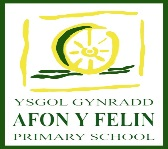 YSGOL GYNRADD
AFON Y FELIN
PRIMARY SCHOOL